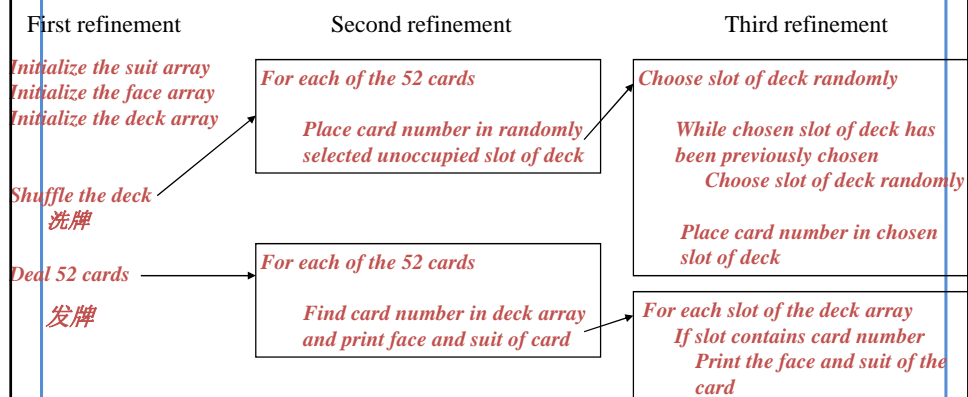 First refinement
Initialize the suit array
Initialize the face array
Initialize the deck array
Shuffle the deck
洗牌
Deal 52 cards
发牌
Second refinement
For each of the 52 cards
Place card number in randomly
selected unoccupied slot of deck
For each of the 52 cards
Find card number in deck array
and print face and suit of card
Third refinement
Choose slot of deck randomly
While chosen slot of deck has
been previously chosen
Choose slot of deck randomly
Place card number in chosen
slot of deck
For each slot of the deck array
If slot contains card number
Print the face and suit of the
card